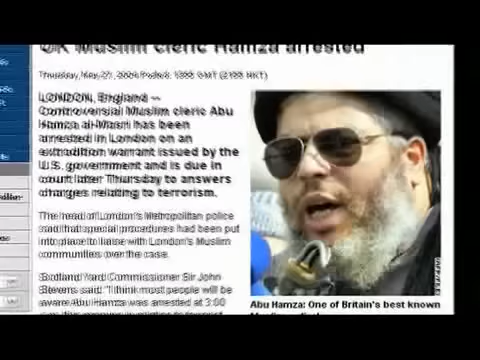 UK Muslim cleric Hamza arrested
Thursday, May 27, 2004
LONDON, England --
Controversial Muslim cleric Abu
Hamza al-Masri has been
arrested in London on an
extradition warrant issued by the
U.S. government and is due in
court later Thursday to answers
charges relating to terrorism.
The head of London's Metropolitan police
said that special procedures had been put
into place to liaise with London's Muslim
communities over the case.
Scotland Yard Commissioner Sir John
Stevens said: "I think most people will be
aware Abu Hamza was arrested at 3:00
Abu Hamza: One of Britain's best known